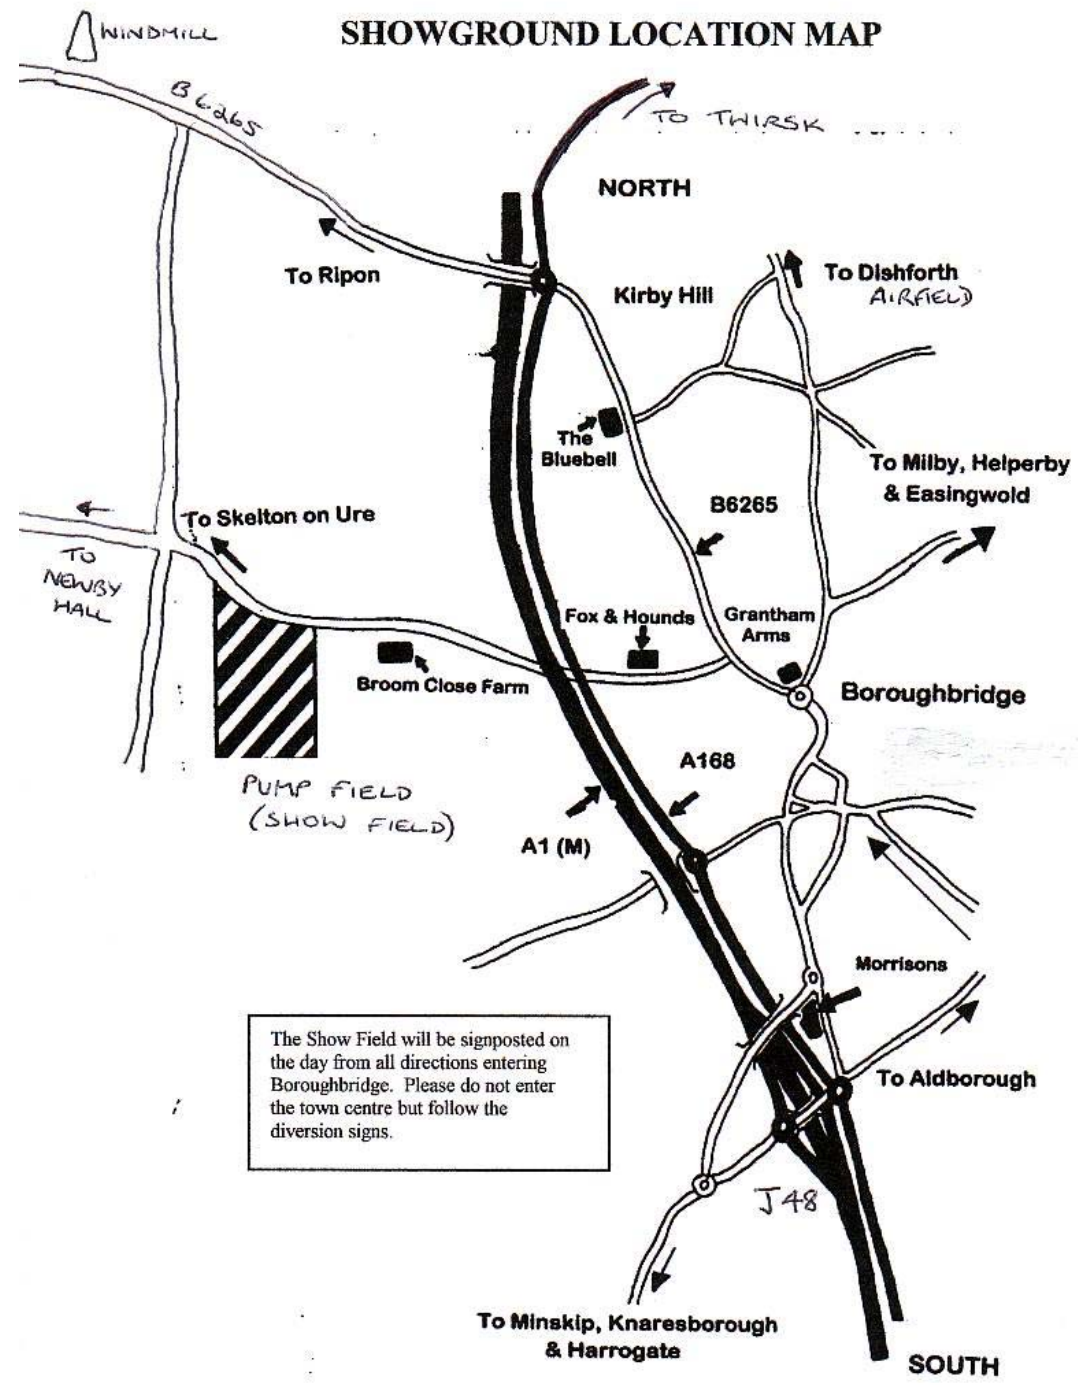 SHOWGROUND LOCATION MAP
WINDMILL
B6265
TO THIRSK
NORTH
To Ripon
Kirby Hill
To Dishforth
AIRFIELD
The
Bluebell
To Milby, Helperby
& Easingwold
B6265
To Skelton on Ure
TO
NEWBY
HALL
Fox & Hounds
Grantham
Arms
Broom Close Farm
Boroughbridge
PUMP FIELD
(SHOW FIELD)
A168
A1 (M)
Morrisons
The Show Field will be signposted on
the day from all directions entering
Boroughbridge. Please do not enter
the town centre but follow the
diversion signs.
To Aldborough
J48
To Minskip, Knaresborough
& Harrogate
SOUTH